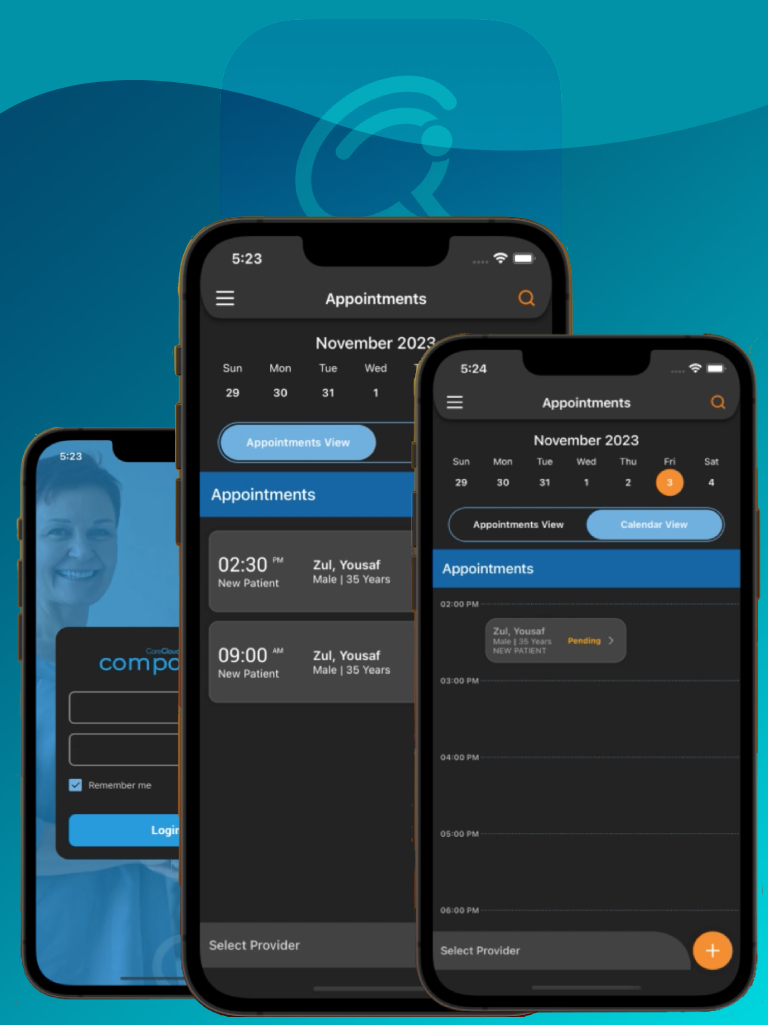 5:23
Appointments
November 2023
Sun Mon Tue Wed
29 30 31 1
Appointments View
Appointments
02:30 PM
New Patient
Zul, Yousaf
Male | 35 Years
09:00 AM
New Patient
Zul, Yousaf
Male | 35 Years
Select Provider
5:24
Appointments
November 2023
Sun Mon Tue Wed Thu Fri Sat
29 30 31 1 2 3 4
Appointments View Calendar View
Appointments
02:00 PM
Zul, Yousaf
Male | 35 Years
NEW PATIENT
Pending
03:00 PM
04:00 PM
05:00 PM
06:00 PM
Select Provider
5:23
CareCloud
compa
Remember me
Login